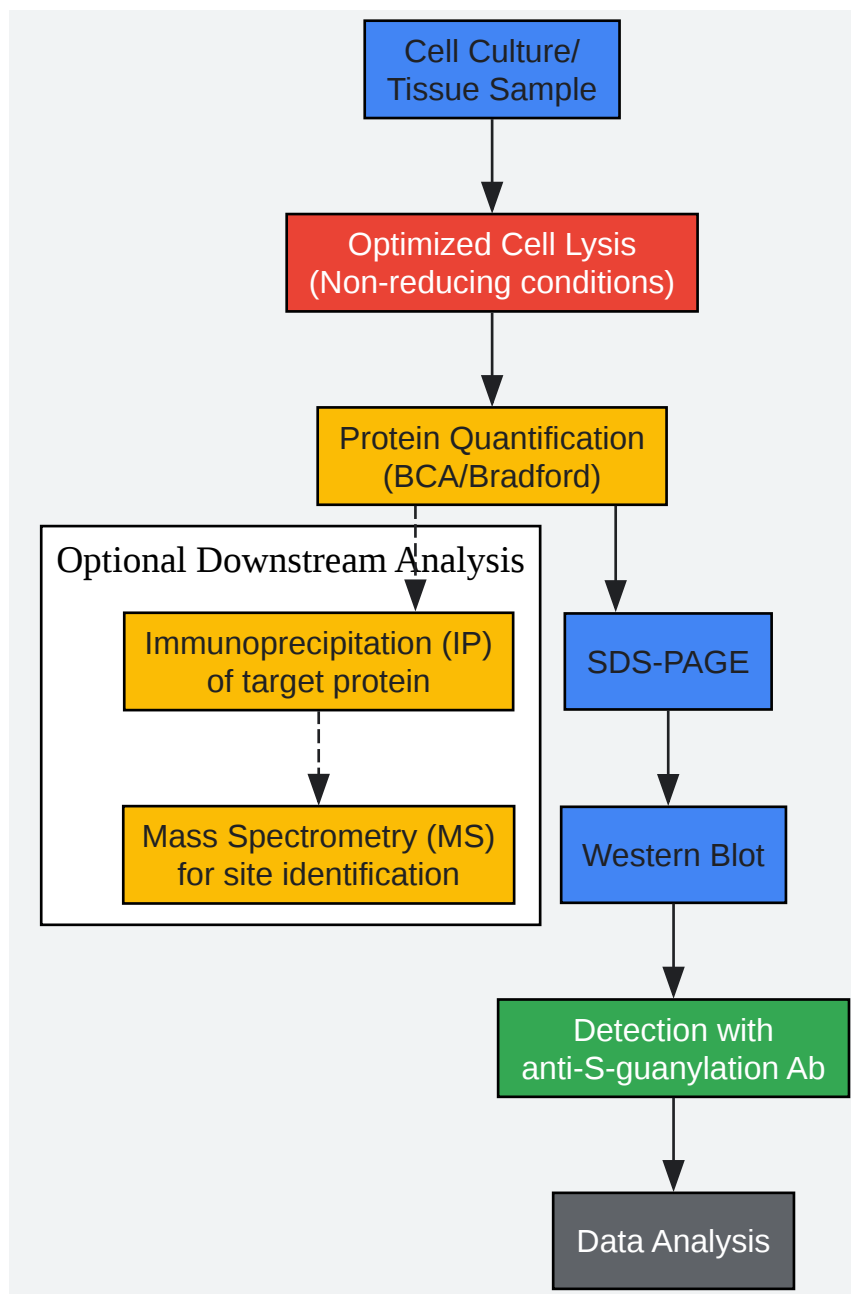 Cell Culture/
Tissue Sample
Optimized Cell Lysis
(Non-reducing conditions)
Protein Quantification
(BCA/Bradford)
Optional Downstream Analysis
Immunoprecipitation (IP)
of target protein
SDS-PAGE
Mass Spectrometry (MS)
for site identification
Western Blot
Detection with
anti-S-guanylation Ab
Data Analysis